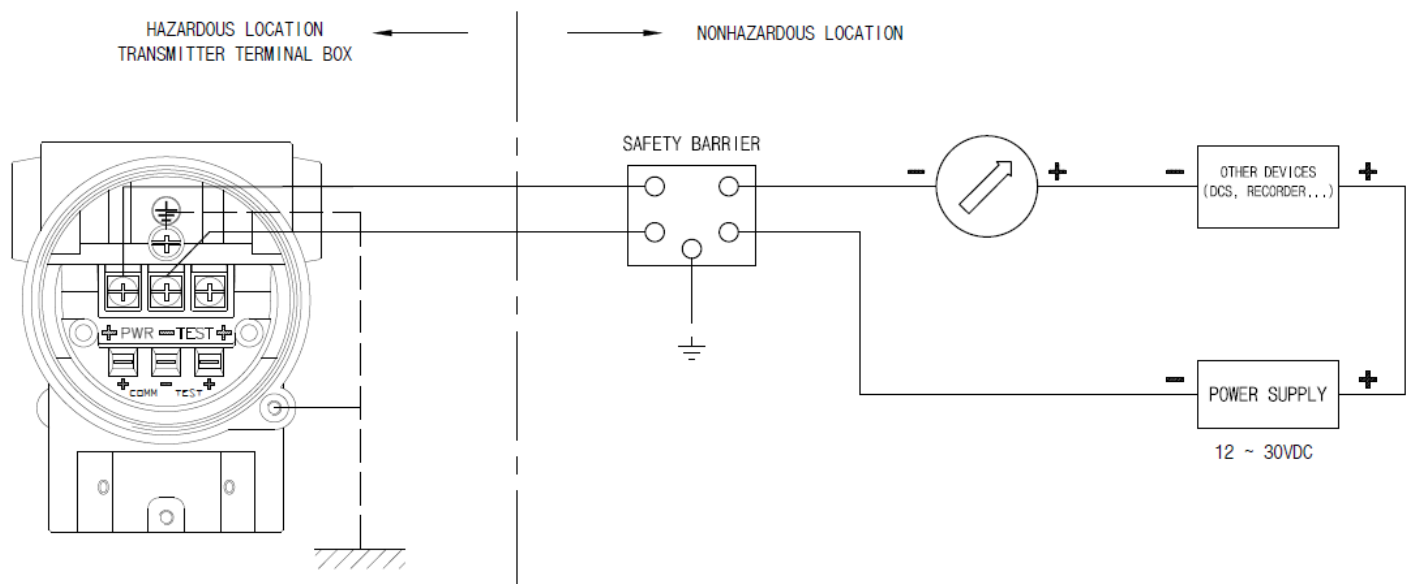 HAZARDOUS LOCATION
TRANSMITTER TERMINAL BOX
NONHAZARDOUS LOCATION
SAFETY BARRIER
- +
- OTHER DEVICES +
(DCS, RECORDER...)
+ PWR - TEST +
+ - +
COMM TEST
- POWER SUPPLY +
12 ~ 30VDC